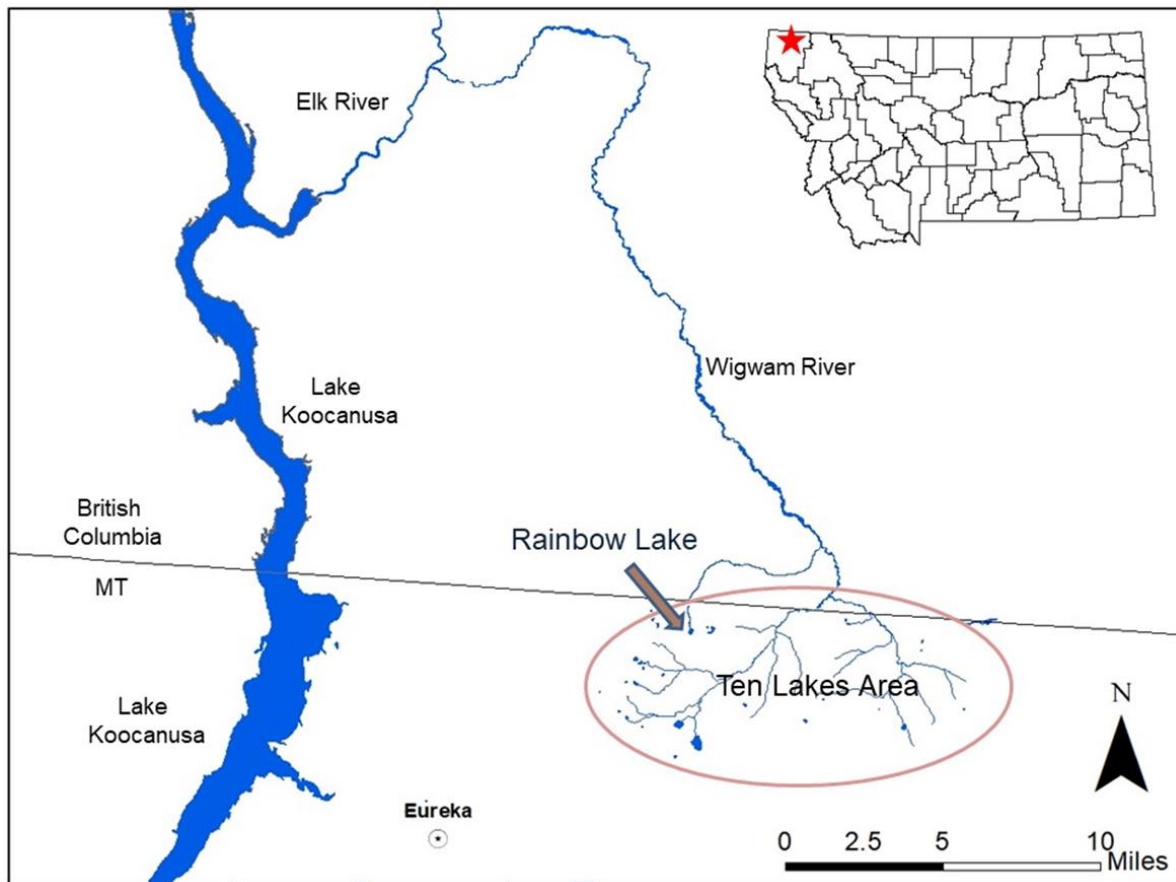 Elk River
Wigwam River
Lake
Koocanusa
British
Columbia
Rainbow Lake
MT
Ten Lakes Area
N
Lake
Koocanusa
Eureka
0 2.5 5 10
Miles